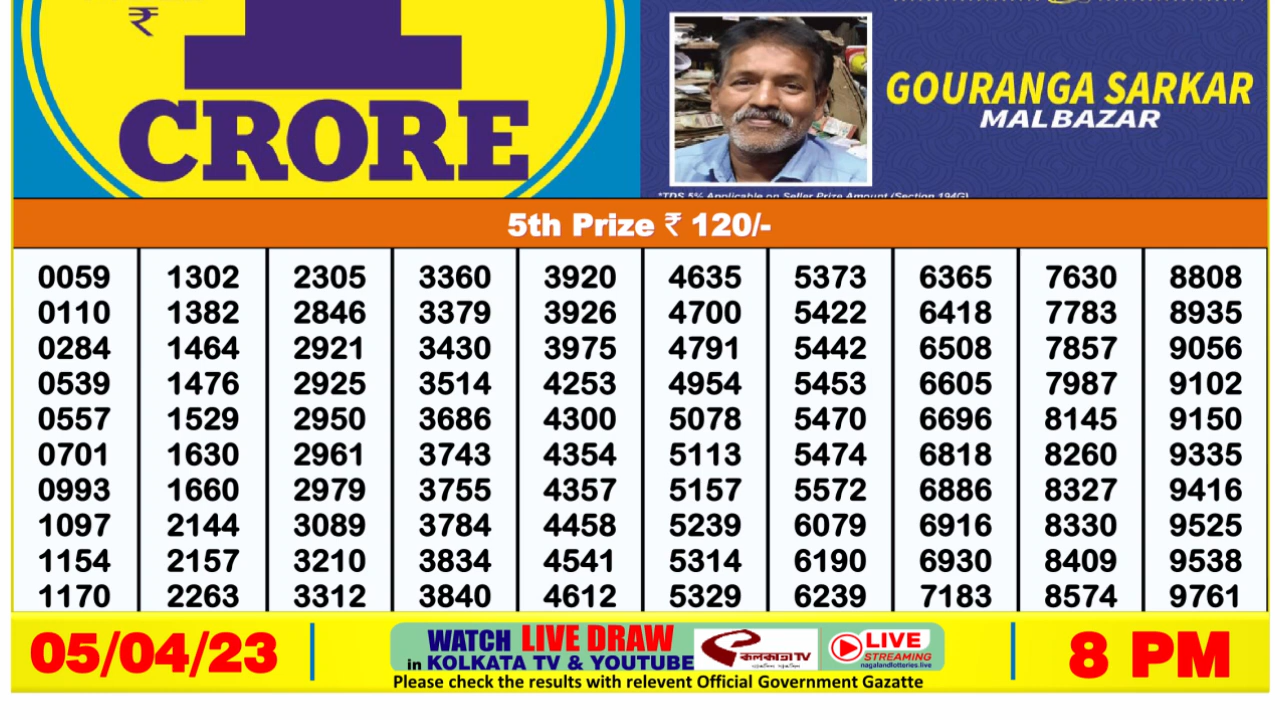 ₹
1
CRORE
GOURANGA SARKAR
MALBAZAR
*TDS 5% Applicable on Seller Prize Amount (Section 194G)
5th Prize ₹ 120/-
0059 1302 2305 3360 3920 4635 5373 6365 7630 8808
0110 1382 2846 3379 3926 4700 5422 6418 7783 8935
0284 1464 2921 3430 3975 4791 5442 6508 7857 9056
0539 1476 2925 3514 4253 4954 5453 6605 7987 9102
0557 1529 2950 3686 4300 5078 5470 6696 8145 9150
0701 1630 2961 3743 4354 5113 5474 6818 8260 9335
0993 1660 2979 3755 4357 5157 5572 6886 8327 9416
1097 2144 3089 3784 4458 5239 6079 6916 8330 9525
1154 2157 3210 3834 4541 5314 6190 6930 8409 9538
1170 2263 3312 3840 4612 5329 6239 7183 8574 9761
05/04/23
WATCH LIVE DRAW
in KOLKATA TV & YOUTUBE
কলকাতা TV
LIVE
STREAMING
nagalandlotteries.live
Please check the results with relevent Official Government Gazatte
8 PM